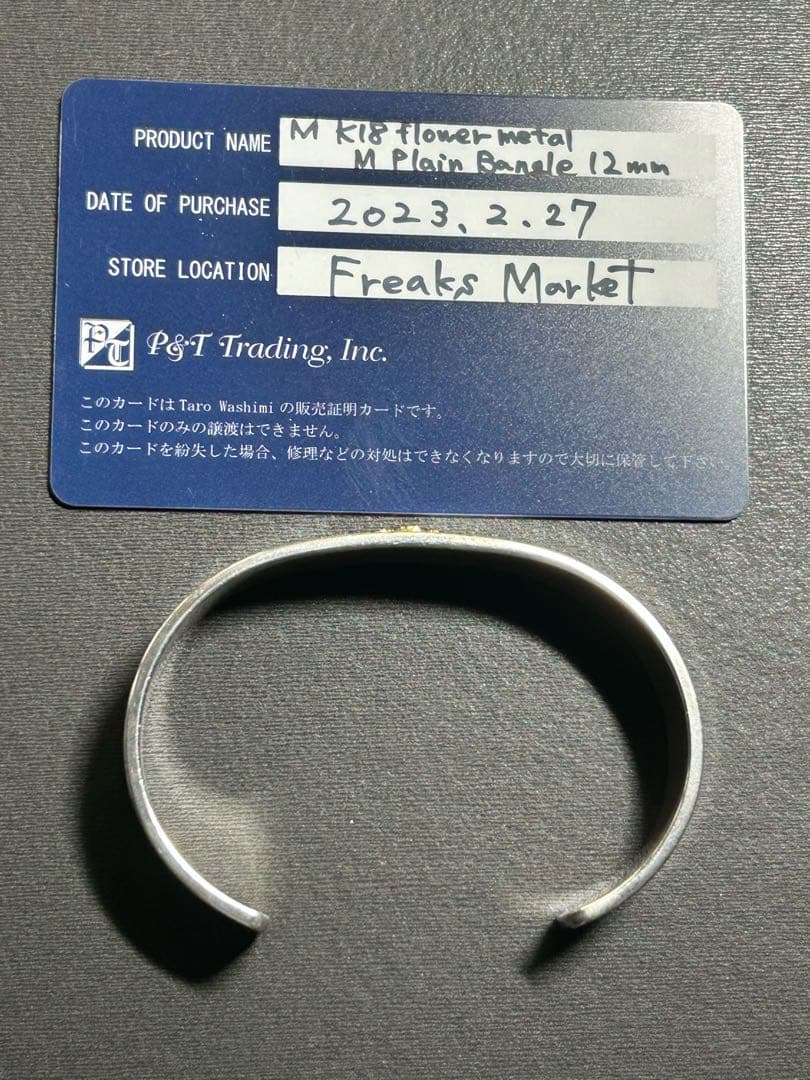 PRODUCT NAME M K18 flower metal
M Plain Bangle 12mm
DATE OF PURCHASE 2023.2.27
STORE LOCATION Freaks Market
PT P&T Trading, Inc.
このカードはTaro Washimiの販売証明カードです。
このカードのみの譲渡はできません。
このカードを紛失した場合、修理などの対処はできなくなりますので大切に保管して下さい